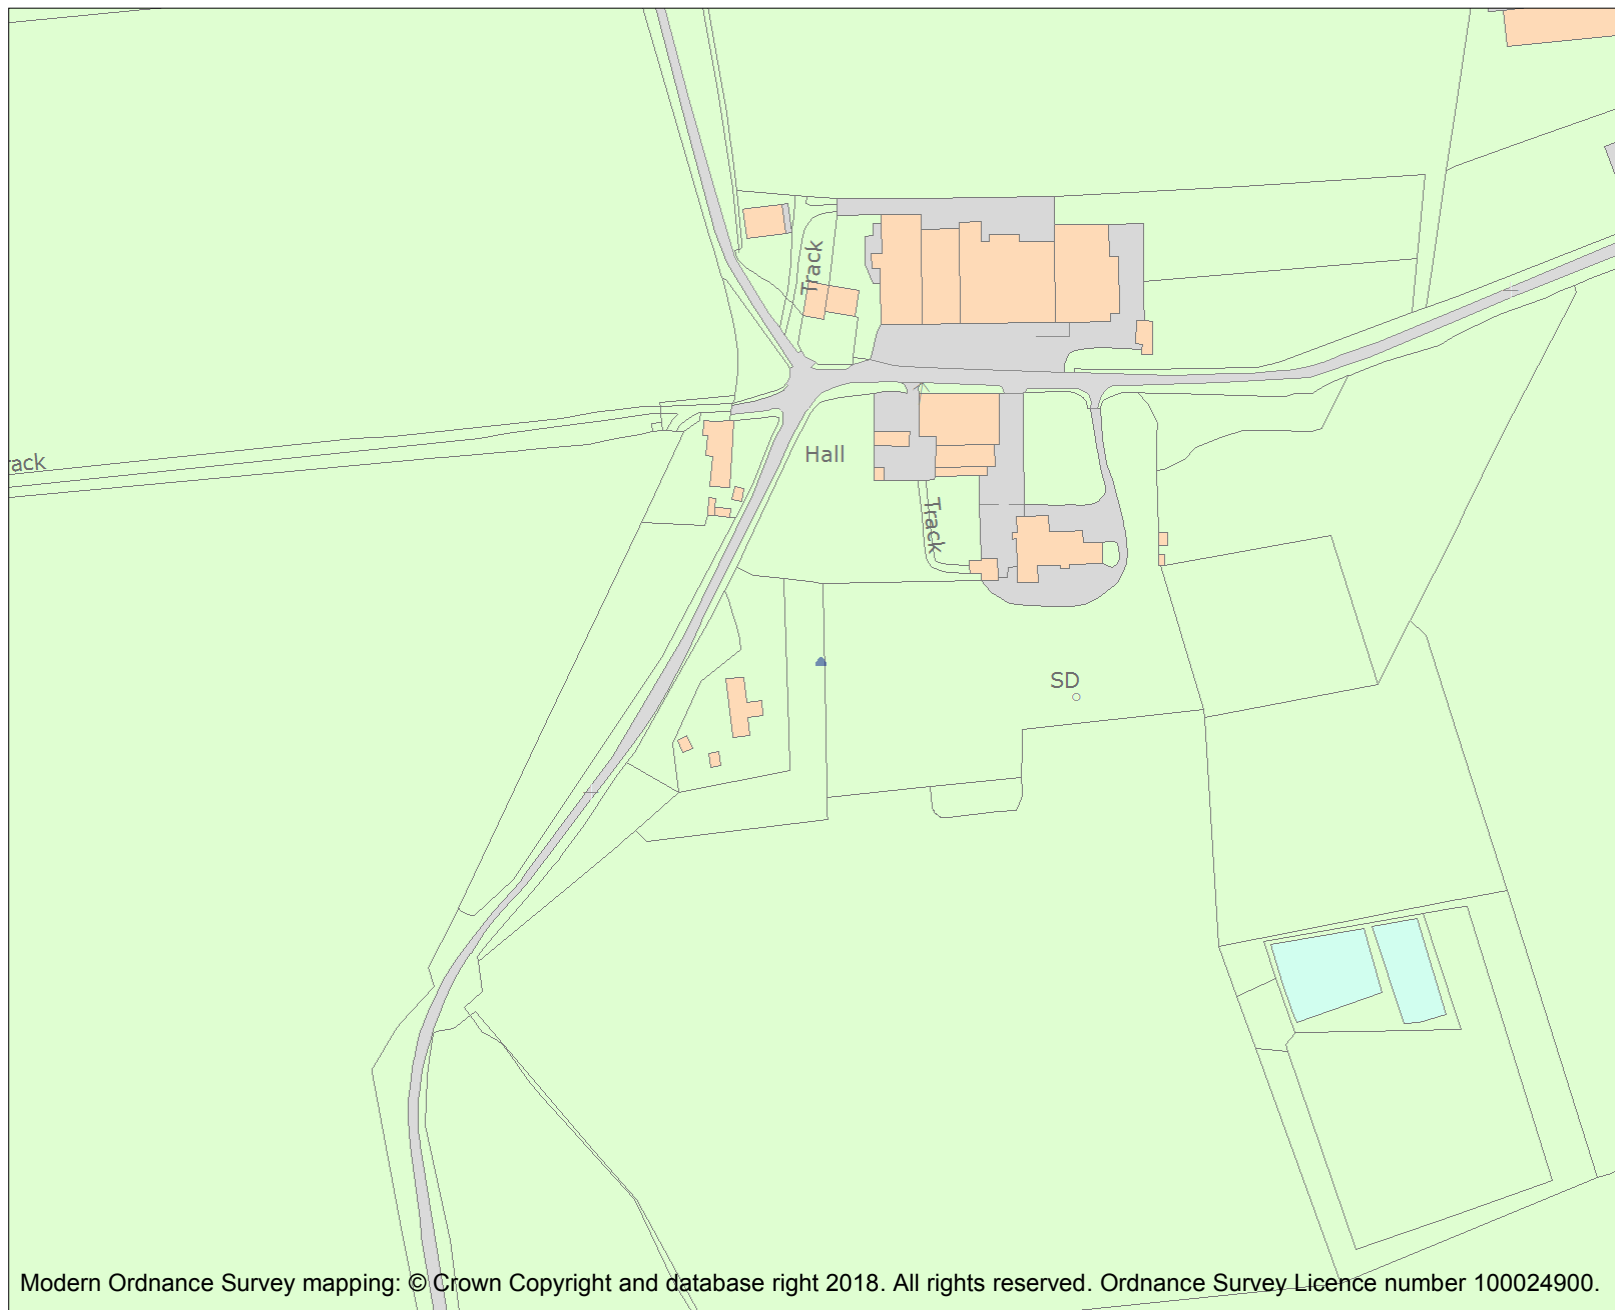 Track
Hall
ack
Track
SD
Modern Ordnance Survey mapping: © Crown Copyright and database right 2018. All rights reserved. Ordnance Survey Licence number 100024900.